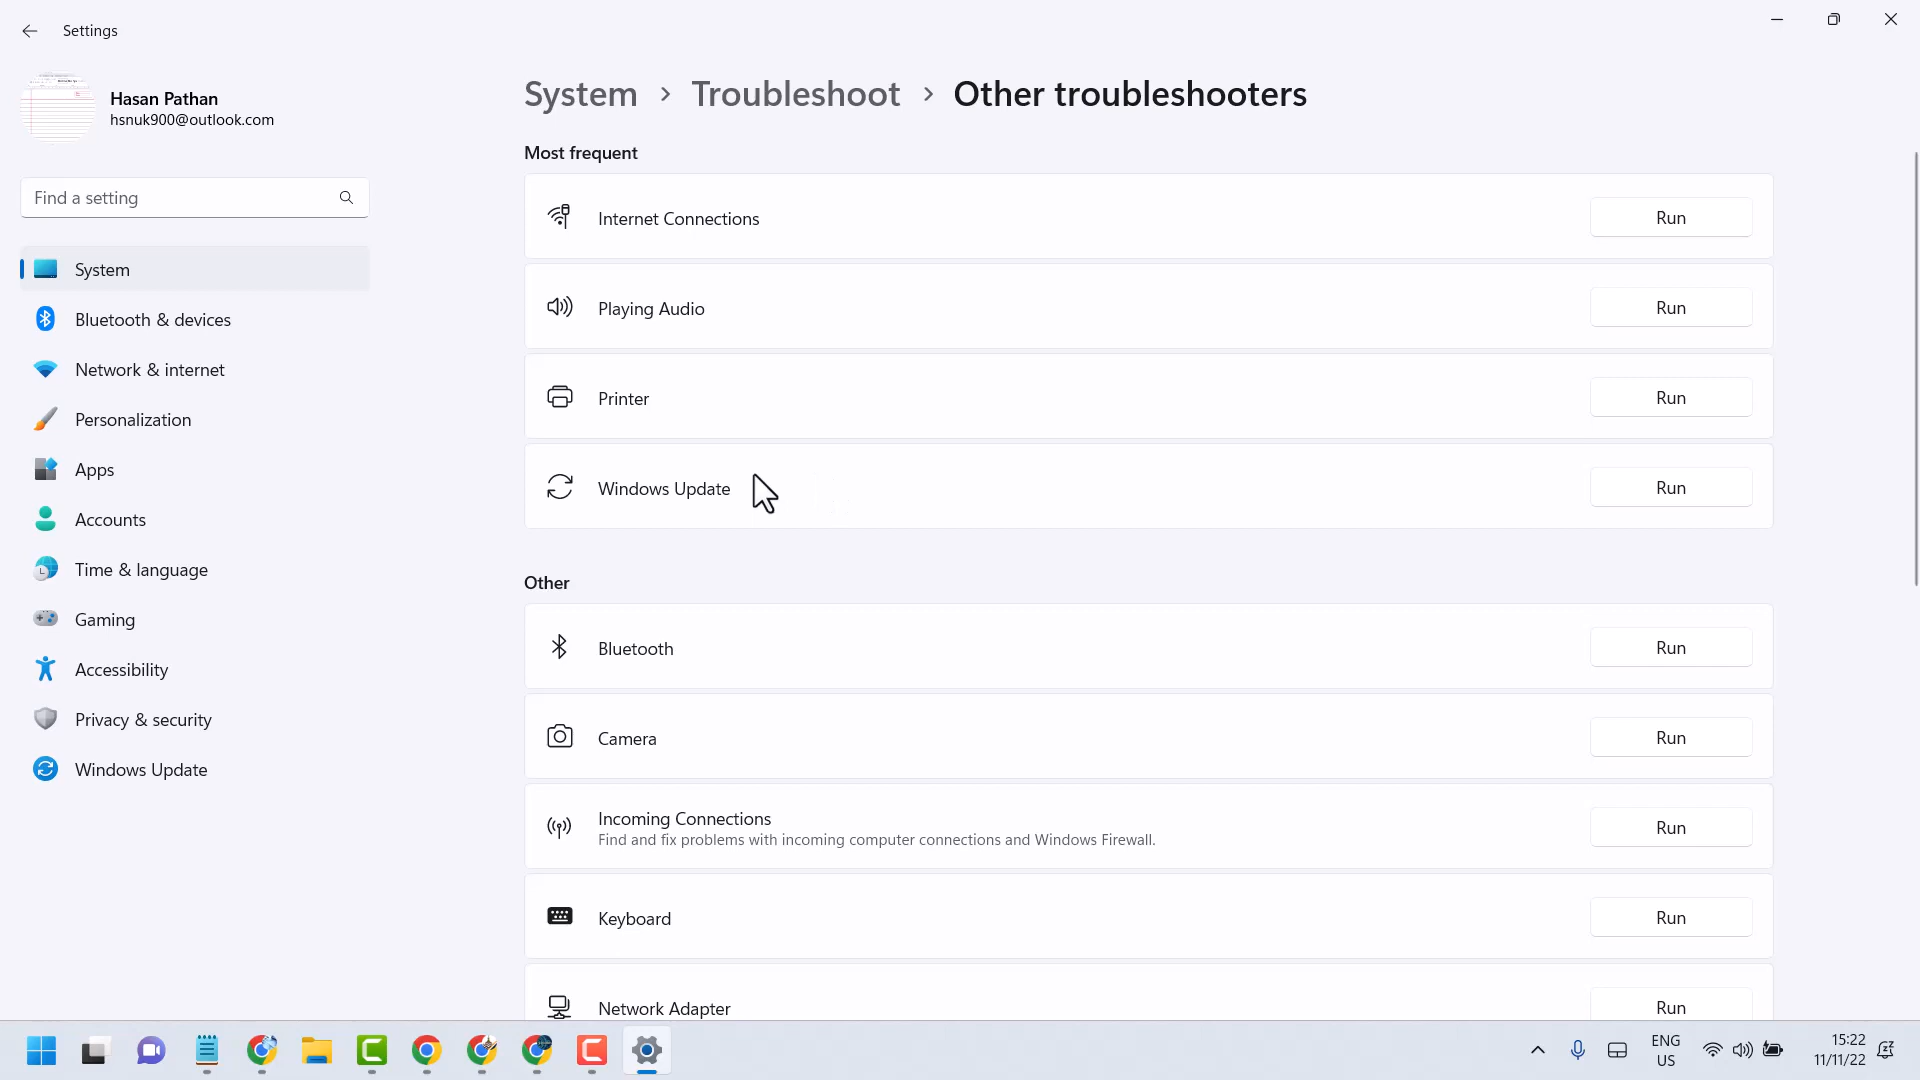 Settings
Hasan Pathan
hsnuk900@outlook.com
Find a setting
System
Bluetooth & devices
Network & internet
Personalization
Apps
Accounts
Time & language
Gaming
Accessibility
Privacy & security
Windows Update
System > Troubleshoot > Other troubleshooters
Most frequent
Internet Connections Run
Playing Audio Run
Printer Run
Windows Update Run
Other
Bluetooth Run
Camera Run
Incoming Connections Run
Find and fix problems with incoming computer connections and Windows Firewall.
Keyboard Run
Network Adapter Run
ENG
US
15:22
11/11/22